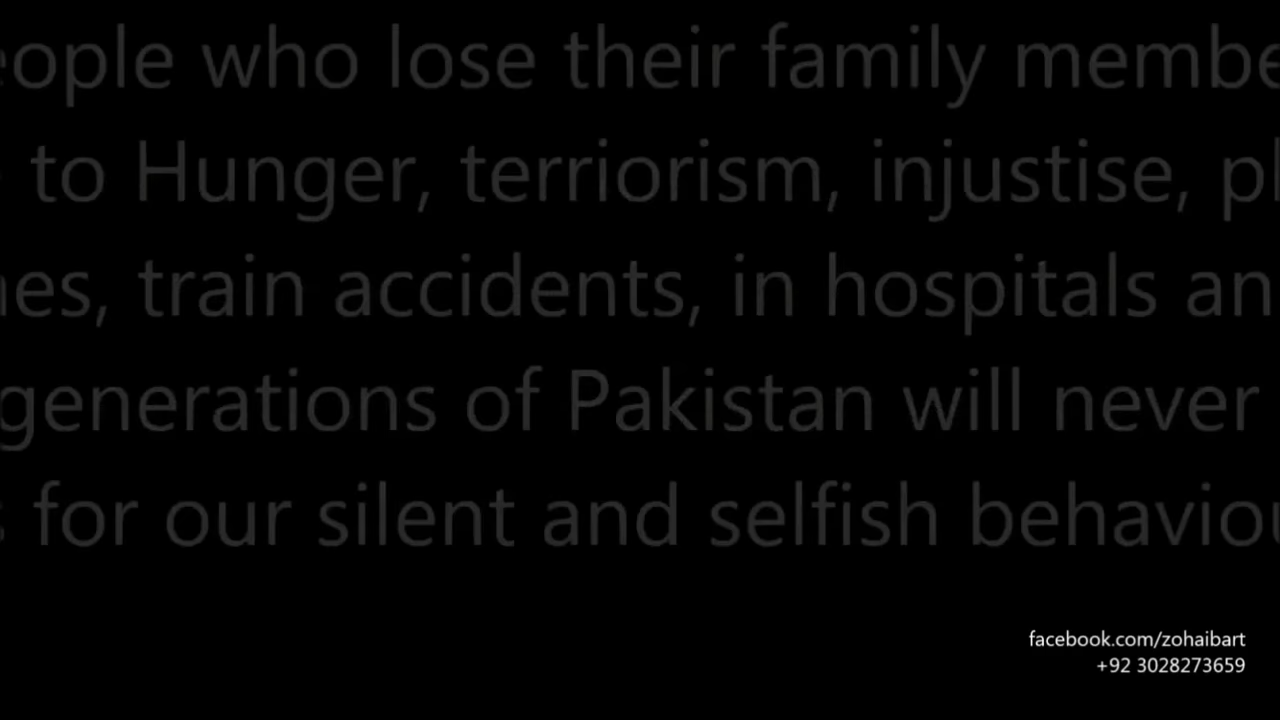 eople who lose their family membe
to Hunger, terriorism, injustise, pl
es, train accidents, in hospitals an
generations of Pakistan will never
for our silent and selfish behaviou
facebook.com/zohaibart
+92 3028273659